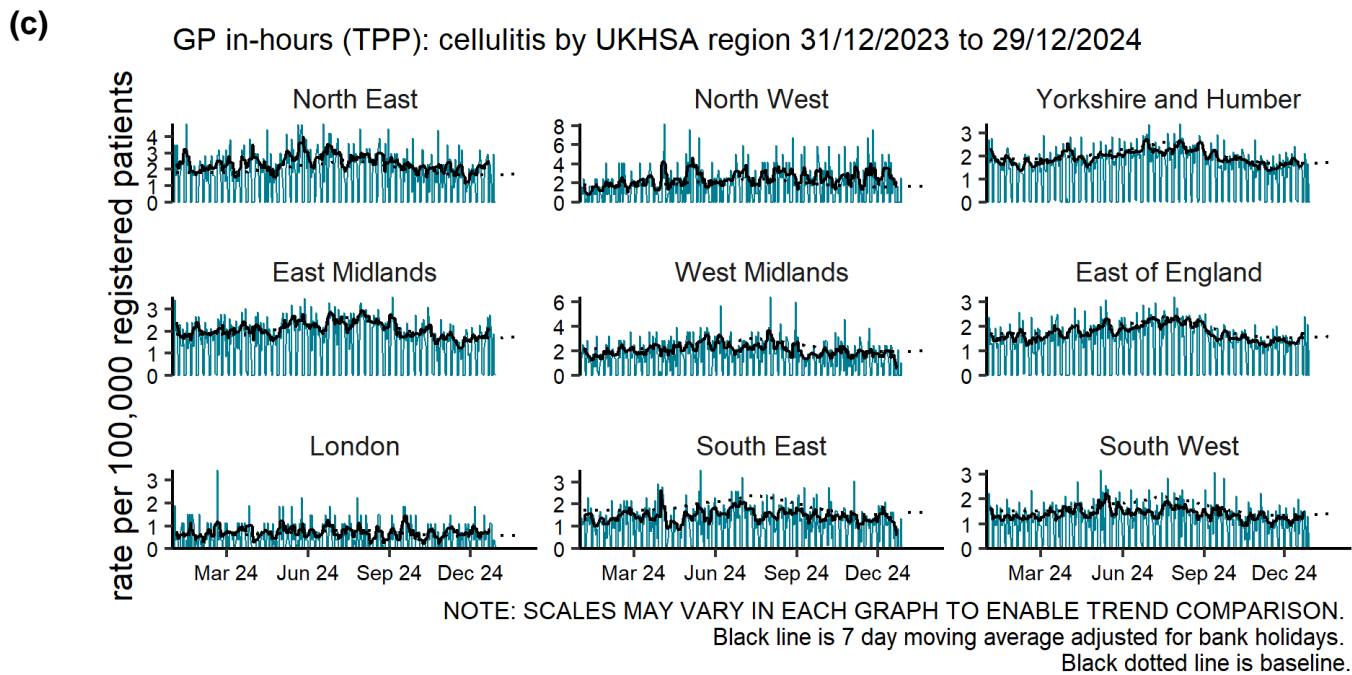 (c)
GP in-hours (TPP): cellulitis by UKHSA region 31/12/2023 to 29/12/2024
rate per 100,000 registered patients
North East
4
3
2
1
0
North West
8
6
4
2
0
Yorkshire and Humber
3
2
1
0
East Midlands
3
2
1
0
West Midlands
6
4
2
0
East of England
3
2
1
0
London
3
2
1
0
Mar 24 Jun 24 Sep 24 Dec 24
South East
3
2
1
0
Mar 24 Jun 24 Sep 24 Dec 24
South West
3
2
1
0
Mar 24 Jun 24 Sep 24 Dec 24
NOTE: SCALES MAY VARY IN EACH GRAPH TO ENABLE TREND COMPARISON.
Black line is 7 day moving average adjusted for bank holidays.
Black dotted line is baseline.